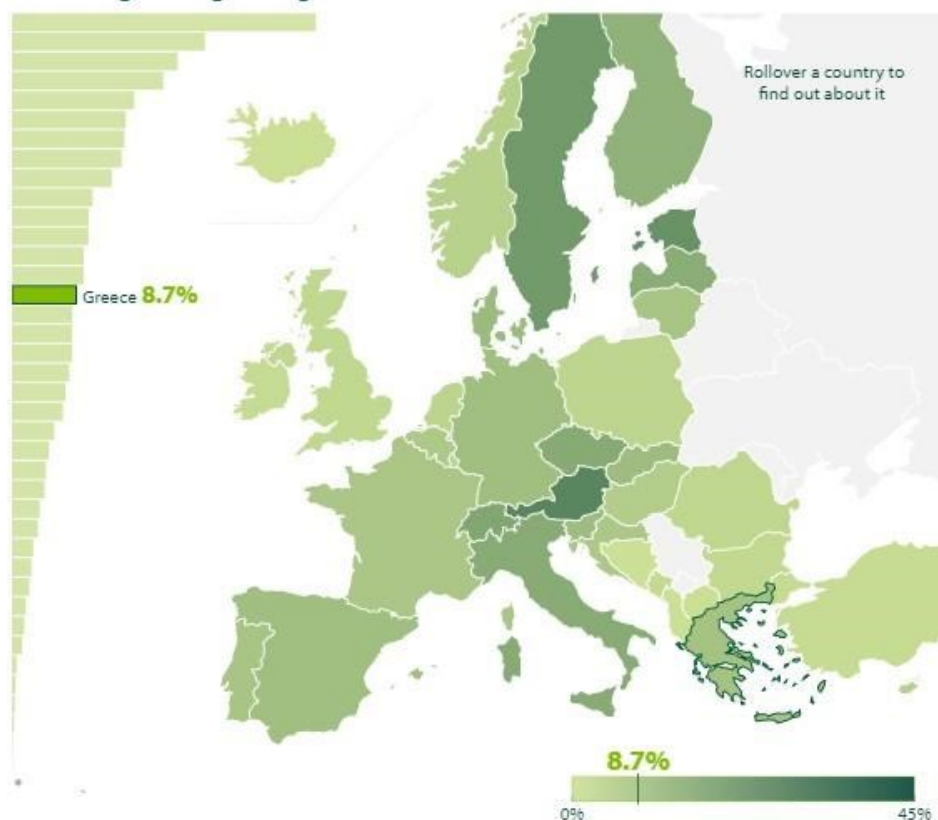 Rollover a country to
find out about it
Greece 8.7%
8.7%
0%
45%